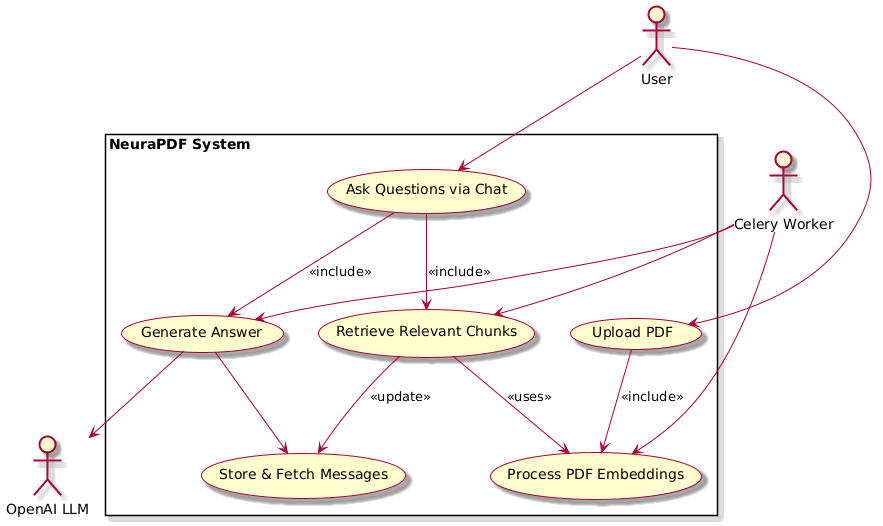 User
NeuraPDF System
Ask Questions via Chat
Celery Worker
«include»
«include»
Generate Answer
Retrieve Relevant Chunks
Upload PDF
«update»
«uses»
«include»
Store & Fetch Messages
Process PDF Embeddings
OpenAI LLM